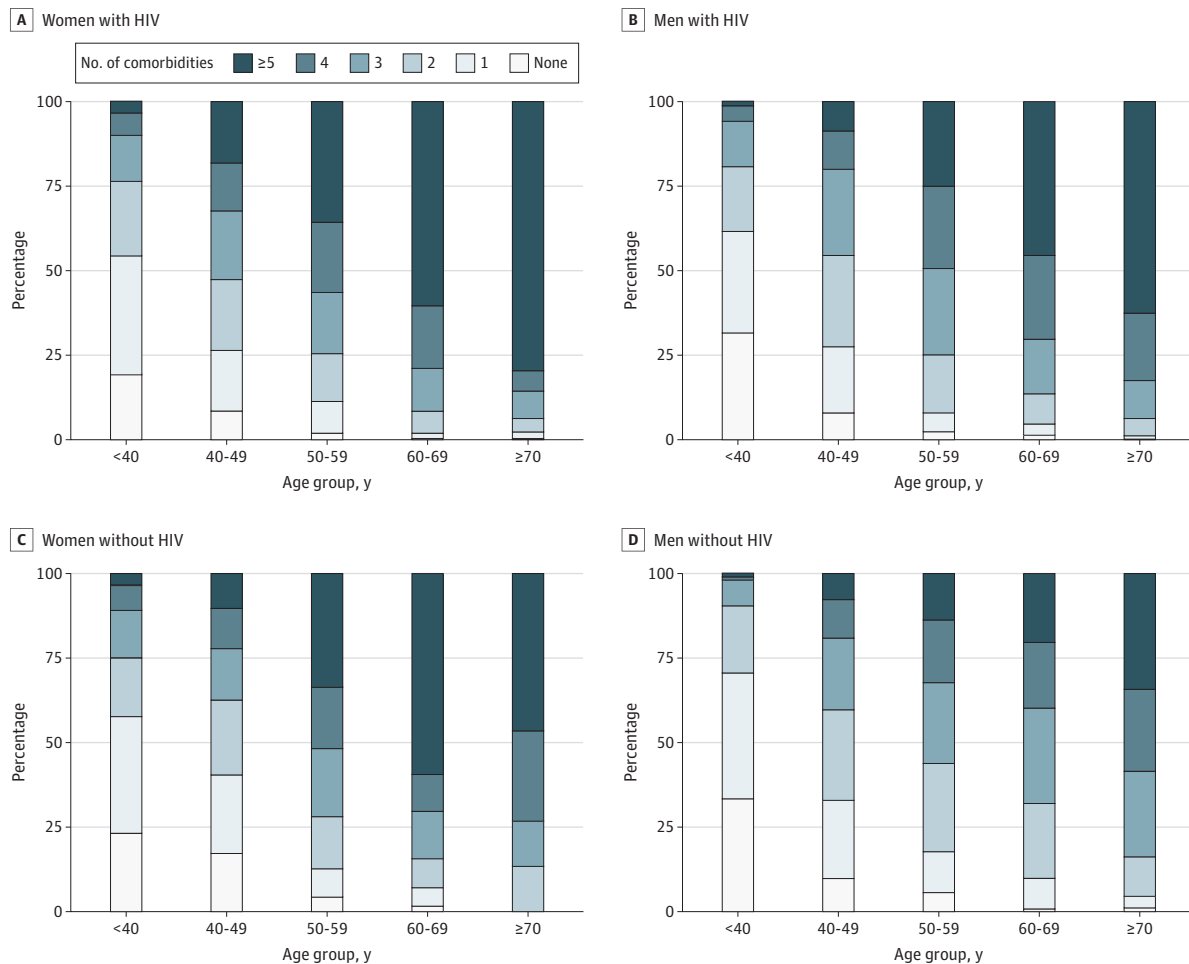 A Women with HIV
No. of comorbidities ≥5 4 3 2 1 None
100
75
50
25
0
Percentage
<40 40-49 50-59 60-69 ≥70
Age group, y
B Men with HIV
100
75
50
25
0
Percentage
<40 40-49 50-59 60-69 ≥70
Age group, y
C Women without HIV
100
75
50
25
0
Percentage
<40 40-49 50-59 60-69 ≥70
Age group, y
D Men without HIV
100
75
50
25
0
Percentage
<40 40-49 50-59 60-69 ≥70
Age group, y